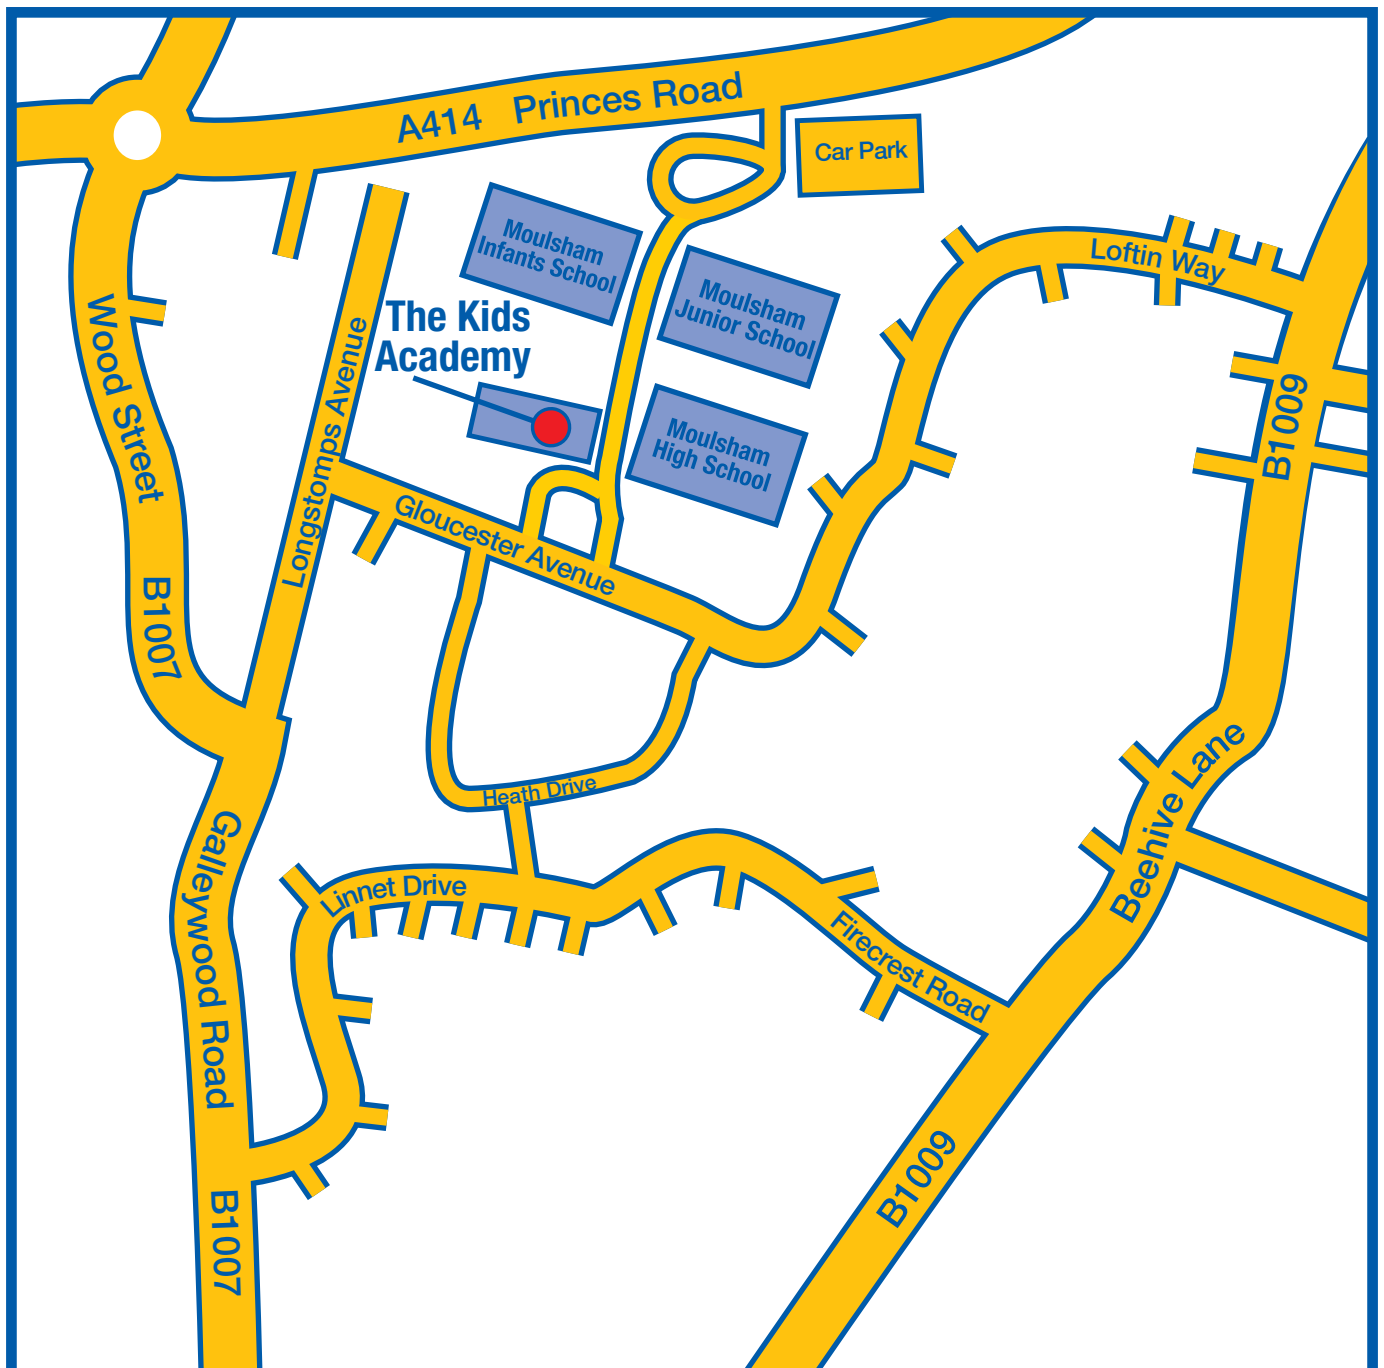 A414 Princes Road
Car Park
Moulsham
Infants School
Loftin Way
Moulsham
Junior School
The Kids
Academy
Wood Street
Longstomps Avenue
B1009
Moulsham
High School
Gloucester Avenue
B1007
Beehive Lane
Heath Drive
Galleywood Road
Linnet Drive
Firecrest Road
B1009
B1007